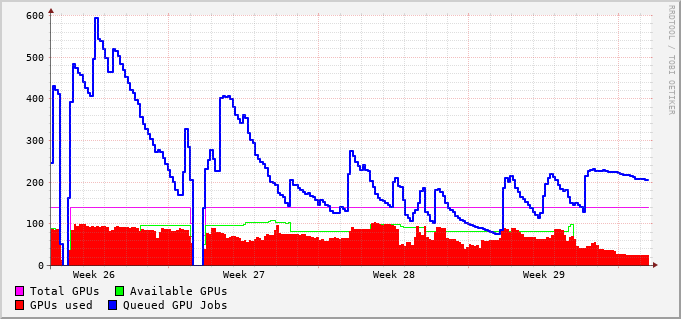 600
500
400
300
200
100
0
Week 26 Week 27 Week 28 Week 29
Total GPUs Available GPUs
GPUs used Queued GPU Jobs
RRDTOOL / TOBI OETIKER